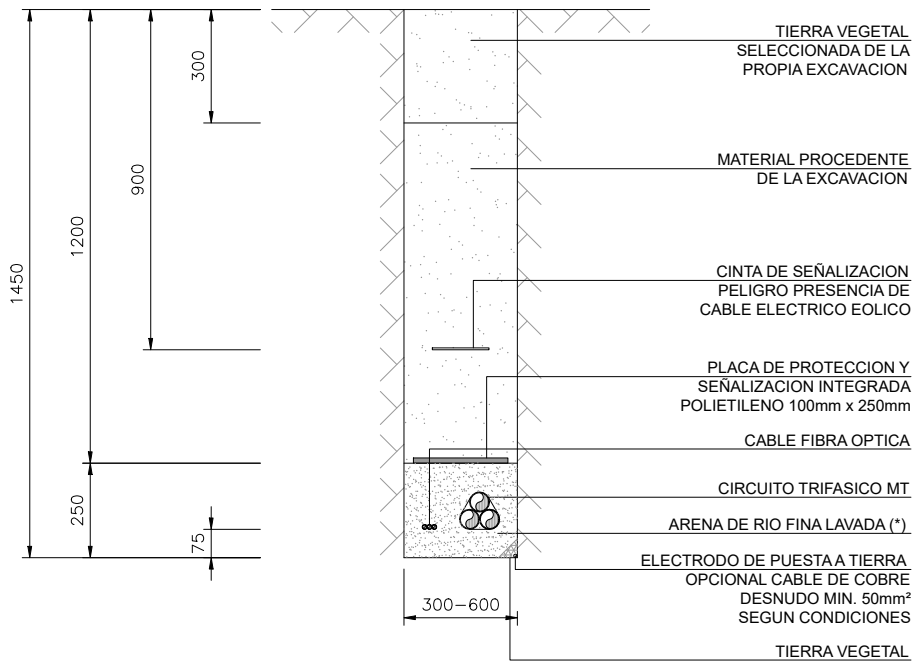 TIERRA VEGETAL
SELECCIONADA DE LA
PROPIA EXCAVACION
300
MATERIAL PROCEDENTE
DE LA EXCAVACION
900
1200
1450
CINTA DE SEÑALIZACION
PELIGRO PRESENCIA DE
CABLE ELECTRICO EOLICO
PLACA DE PROTECCION Y
SEÑALIZACION INTEGRADA
POLIETILENO 100mm x 250mm
CABLE FIBRA OPTICA
CIRCUITO TRIFASICO MT
250
ARENA DE RIO FINA LAVADA (*)
75
ELECTRODO DE PUESTA A TIERRA
OPCIONAL CABLE DE COBRE
DESNUDO MIN. 50mm²
SEGUN CONDICIONES
300-600
TIERRA VEGETAL